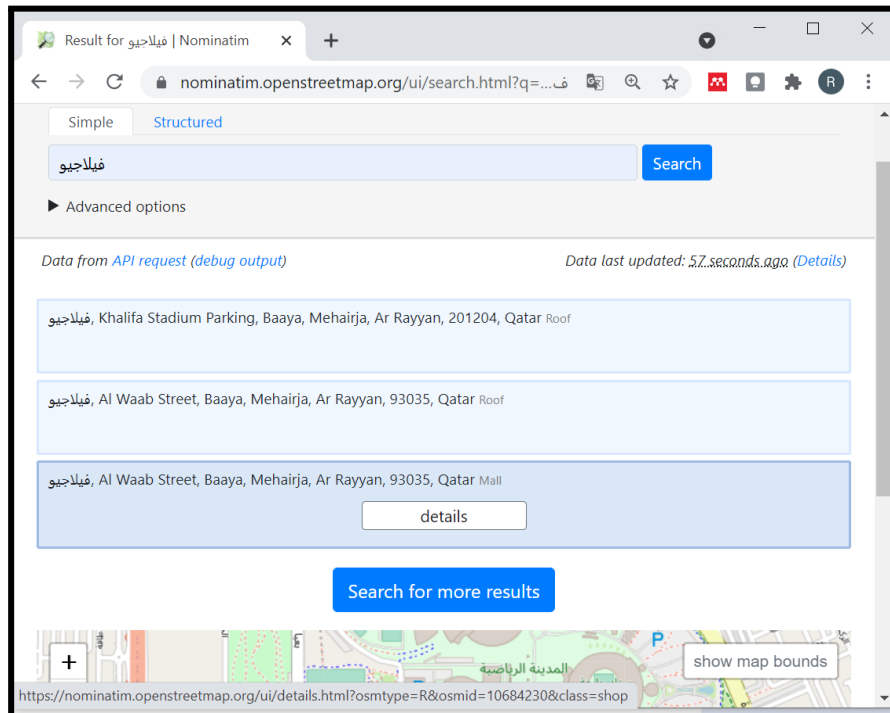 Result for فيلاجيو | Nominatim
nominatim.openstreetmap.org/ui/search.html?q=...ف
R
Simple Structured
فيلاجيو Search
Advanced options
Data from API request (debug output) Data last updated: 57 seconds ago (Details)
فيلاجيو, Khalifa Stadium Parking, Baaya, Mehairja, Ar Rayyan, 201204, Qatar Roof
فيلاجيو, Al Waab Street, Baaya, Mehairja, Ar Rayyan, 93035, Qatar Roof
فيلاجيو, Al Waab Street, Baaya, Mehairja, Ar Rayyan, 93035, Qatar Mall
details
Search for more results
+
P
المدينة الرياضية
show map bounds
https://nominatim.openstreetmap.org/ui/details.html?osmtype=R&osmid=10684230&class=shop